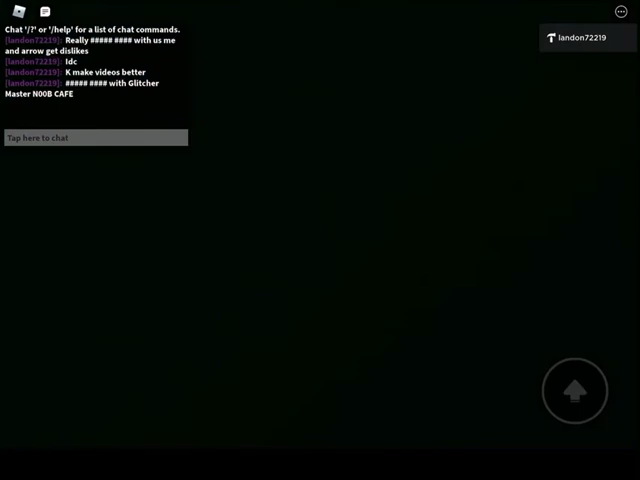 Chat '/?' or '/help' for a list of chat commands.
[landon72219]: Really ##### #### with us me
and arrow get dislikes
[landon72219]: Idc
[landon72219]: K make videos better
[landon72219]: ##### #### with Glitcher
Master N00B CAFE
Tap here to chat
landon72219